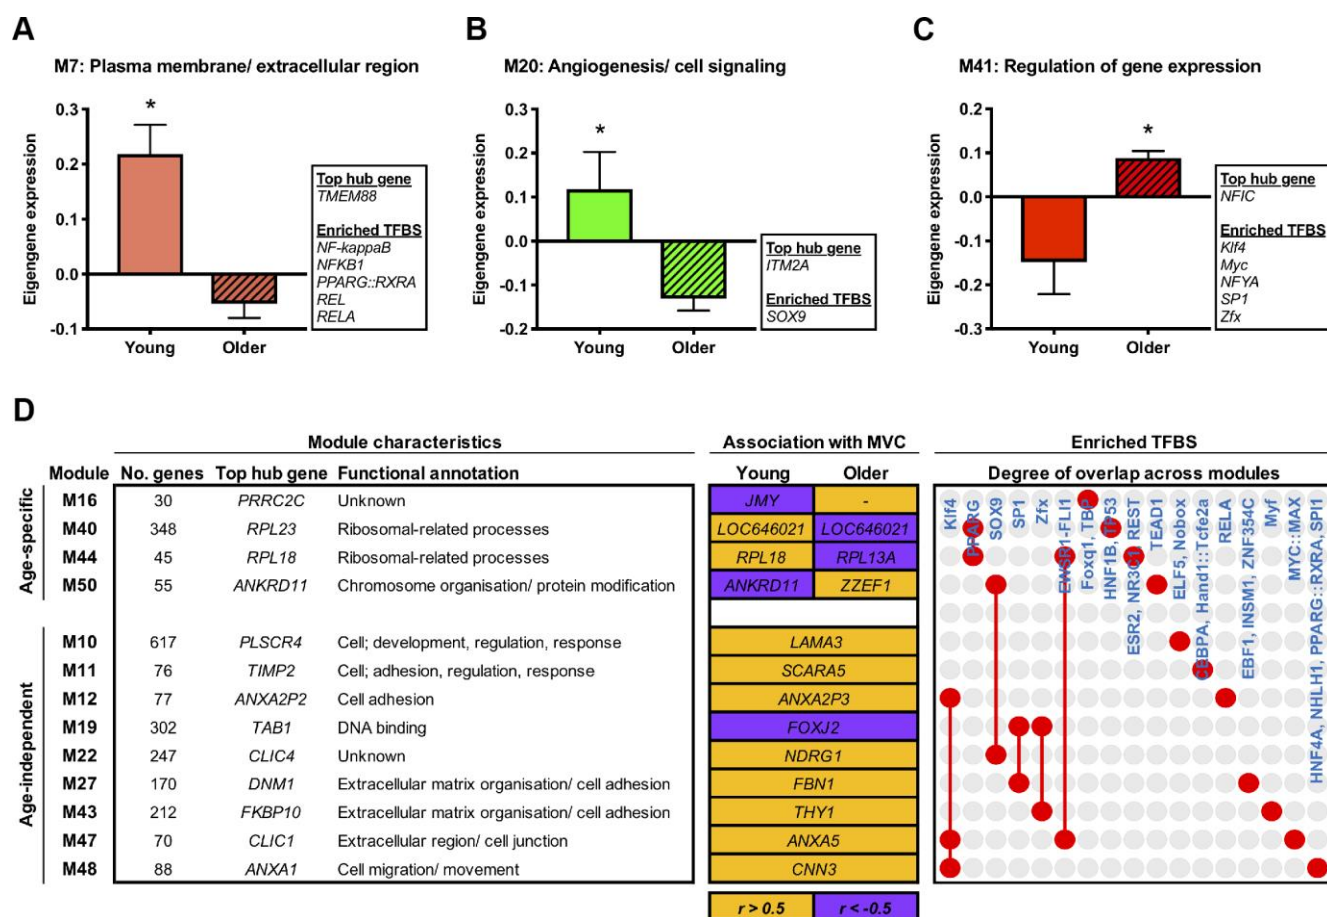 A
M7: Plasma membrane/ extracellular region
Eigengene expression
0.3
0.2
0.1
0.0
-0.1
*
Young
Older
Top hub gene
TMEM88
Enriched TFBS
NF-kappaB
NFKB1
PPARG::RXRA
REL
RELA
B
M20: Angiogenesis/ cell signaling
Eigengene expression
0.3
0.2
0.1
0.0
-0.1
-0.2
*
Young
Older
Top hub gene
ITM2A
Enriched TFBS
SOX9
C
M41: Regulation of gene expression
Eigengene expression
0.2
0.1
0.0
-0.1
-0.2
-0.3
*
Young
Older
Top hub gene
NFIC
Enriched TFBS
Klf4
Myc
NFYA
SP1
Zfx
D
Module characteristics
Association with MVC
Enriched TFBS
Module No. genes Top hub gene Functional annotation
Young Older
Degree of overlap across modules
Age-specific
M16 30 PRRC2C Unknown JMY -
M40 348 RPL23 Ribosomal-related processes LOC646021 LOC646021
M44 45 RPL18 Ribosomal-related processes RPL18 RPL13A
M50 55 ANKRD11 Chromosome organisation/ protein modification ANKRD11 ZZEF1
Age-independent
M10 617 PLSCR4 Cell; development, regulation, response LAMA3
M11 76 TIMP2 Cell; adhesion, regulation, response SCARA5
M12 77 ANXA2P2 Cell adhesion ANXA2P3
M19 302 TAB1 DNA binding FOXJ2
M22 247 CLIC4 Unknown NDRG1
M27 170 DNM1 Extracellular matrix organisation/ cell adhesion FBN1
M43 212 FKBP10 Extracellular matrix organisation/ cell adhesion THY1
M47 70 CLIC1 Extracellular region/ cell junction ANXA5
M48 88 ANXA1 Cell migration/ movement CNN3
r > 0.5 r < -0.5
Klf4
PPARG
SOX9
SP1
Zfx
EWSR1-FLI1
Foxq1, TBP
HNF1B, TP53
ESR2, NR3C1, REST
TEAD1
ELF5, Nobox
CEBPA, Hand1::Tcfe2a
RELA
EBF1, INSM1, ZNF354C
Myf
MYC::MAX
HNF4A, NHLH1, PPARG::RXRA, SPI1